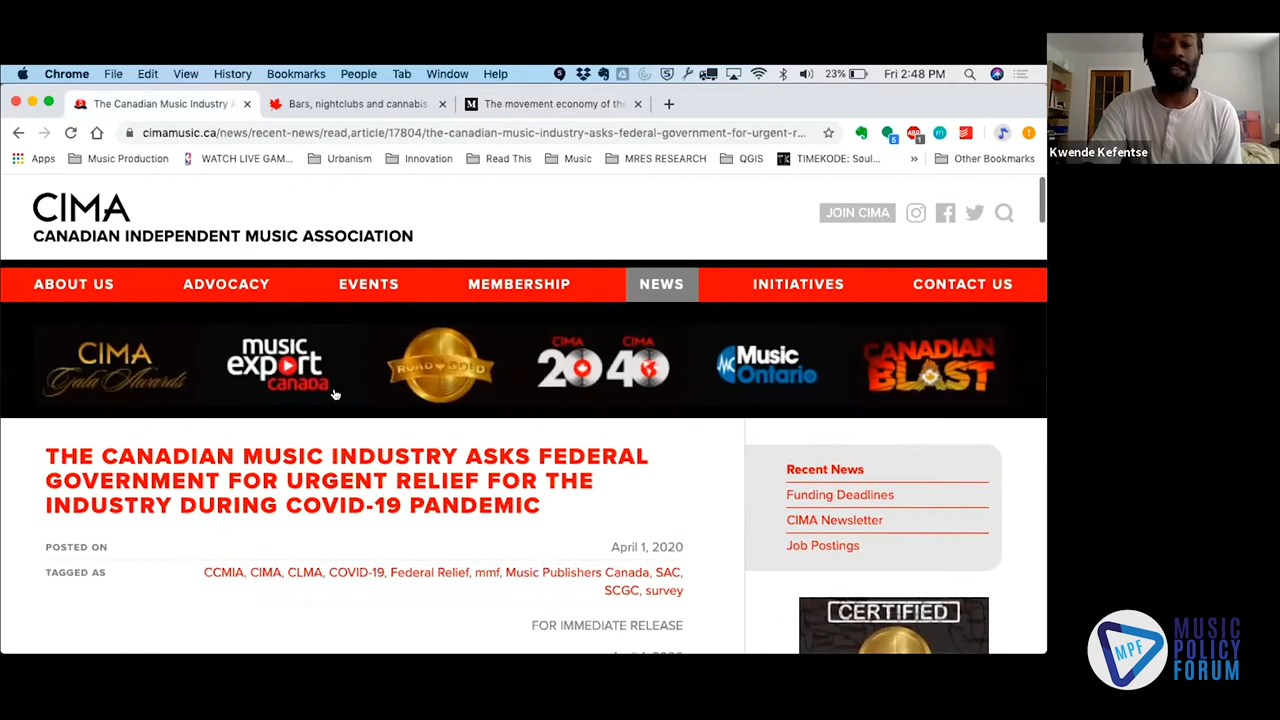 Chrome File Edit View History Bookmarks People Tab Window Help 23% Fri 2:48 PM
The Canadian Music Industry A
Bars, nightclubs and cannabis
The movement economy of the
cimamusic.ca/news/recent-news/read,article/17804/the-canadian-music-industry-asks-federal-government-for-urgent-r...
Apps Music Production WATCH LIVE GAM... Urbanism Innovation Read This Music MRES RESEARCH QGIS TIMEKODE: Soul... » Other Bookmarks
Kwende Kefentse
CIMA
CANADIAN INDEPENDENT MUSIC ASSOCIATION
JOIN CIMA
ABOUT US ADVOCACY EVENTS MEMBERSHIP NEWS INITIATIVES CONTACT US
CIMA
Gala Awards
music
export
canada
ROAD GOLD
CIMA CIMA
20 40
Music
Ontario
CANADIAN
BLAST
THE CANADIAN MUSIC INDUSTRY ASKS FEDERAL
GOVERNMENT FOR URGENT RELIEF FOR THE
INDUSTRY DURING COVID-19 PANDEMIC
POSTED ON April 1, 2020
TAGGED AS CCMIA, CIMA, CLMA, COVID-19, Federal Relief, mmf, Music Publishers Canada, SAC,
SCGC, survey
FOR IMMEDIATE RELEASE
Recent News
Funding Deadlines
CIMA Newsletter
Job Postings
CERTIFIED
MPF
MUSIC
POLICY
FORUM